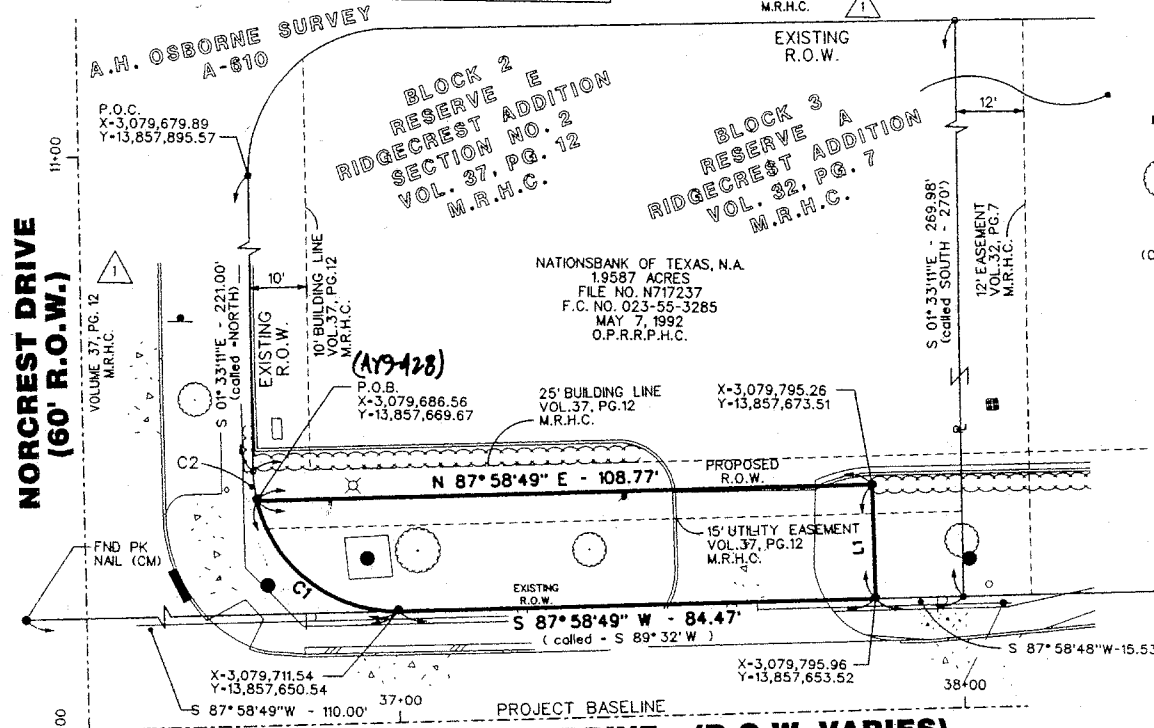 M.R.H.C.
1
A.H. OSBORNE SURVEY
A-610
EXISTING
R.O.W.
BLOCK 2
RESERVE E
RIDGECREST ADDITION
SECTION NO. 2
VOL. 37, PG. 12
M.R.H.C.
BLOCK 3
RESERVE A
RIDGECREST ADDITION
VOL. 32, PG. 7
M.R.H.C.
12'
P.O.C.
X=3,079,679.89
Y=13,857,895.57
11+00
NORCREST DRIVE
(60' R.O.W.)
1
VOLUME 37, PG. 12
M.R.H.C.
S 01° 33'11"E - 221.00'
(called =NORTH)
EXISTING
R.O.W.
10'
10' BUILDING LINE
VOL.37, PG.12
M.R.H.C.
NATIONSBANK OF TEXAS, N.A.
1.9587 ACRES
FILE NO. N717237
F.C. NO. 023-55-3285
MAY 7, 1992
O.P.R.R.P.H.C.
S 01° 33'11"E - 269.98'
(called SOUTH - 270')
12' EASEMENT
VOL.32, PG.7
M.R.H.C.
(AY9-428)
P.O.B.
X=3,079,686.56
Y=13,857,669.67
25' BUILDING LINE
VOL.37, PG.12
M.R.H.C.
X=3,079,795.26
Y=13,857,673.51
C2
N 87° 58'49" E - 108.77'
PROPOSED
R.O.W.
15' UTILITY EASEMENT
VOL.37, PG.12
M.R.H.C.
L1
FND PK
NAIL (CM)
C1
EXISTING
R.O.W.
S 87° 58'49" W - 84.47'
( called - S 89° 32' W )
S 87° 58'48"W-15.53
X=3,079,711.54
Y=13,857,650.54
X=3,079,795.96
Y=13,857,653.52
S 87° 58'49"W - 110.00'
37+00
38+00
PROJECT BASELINE
(R.O.W. VARIES)